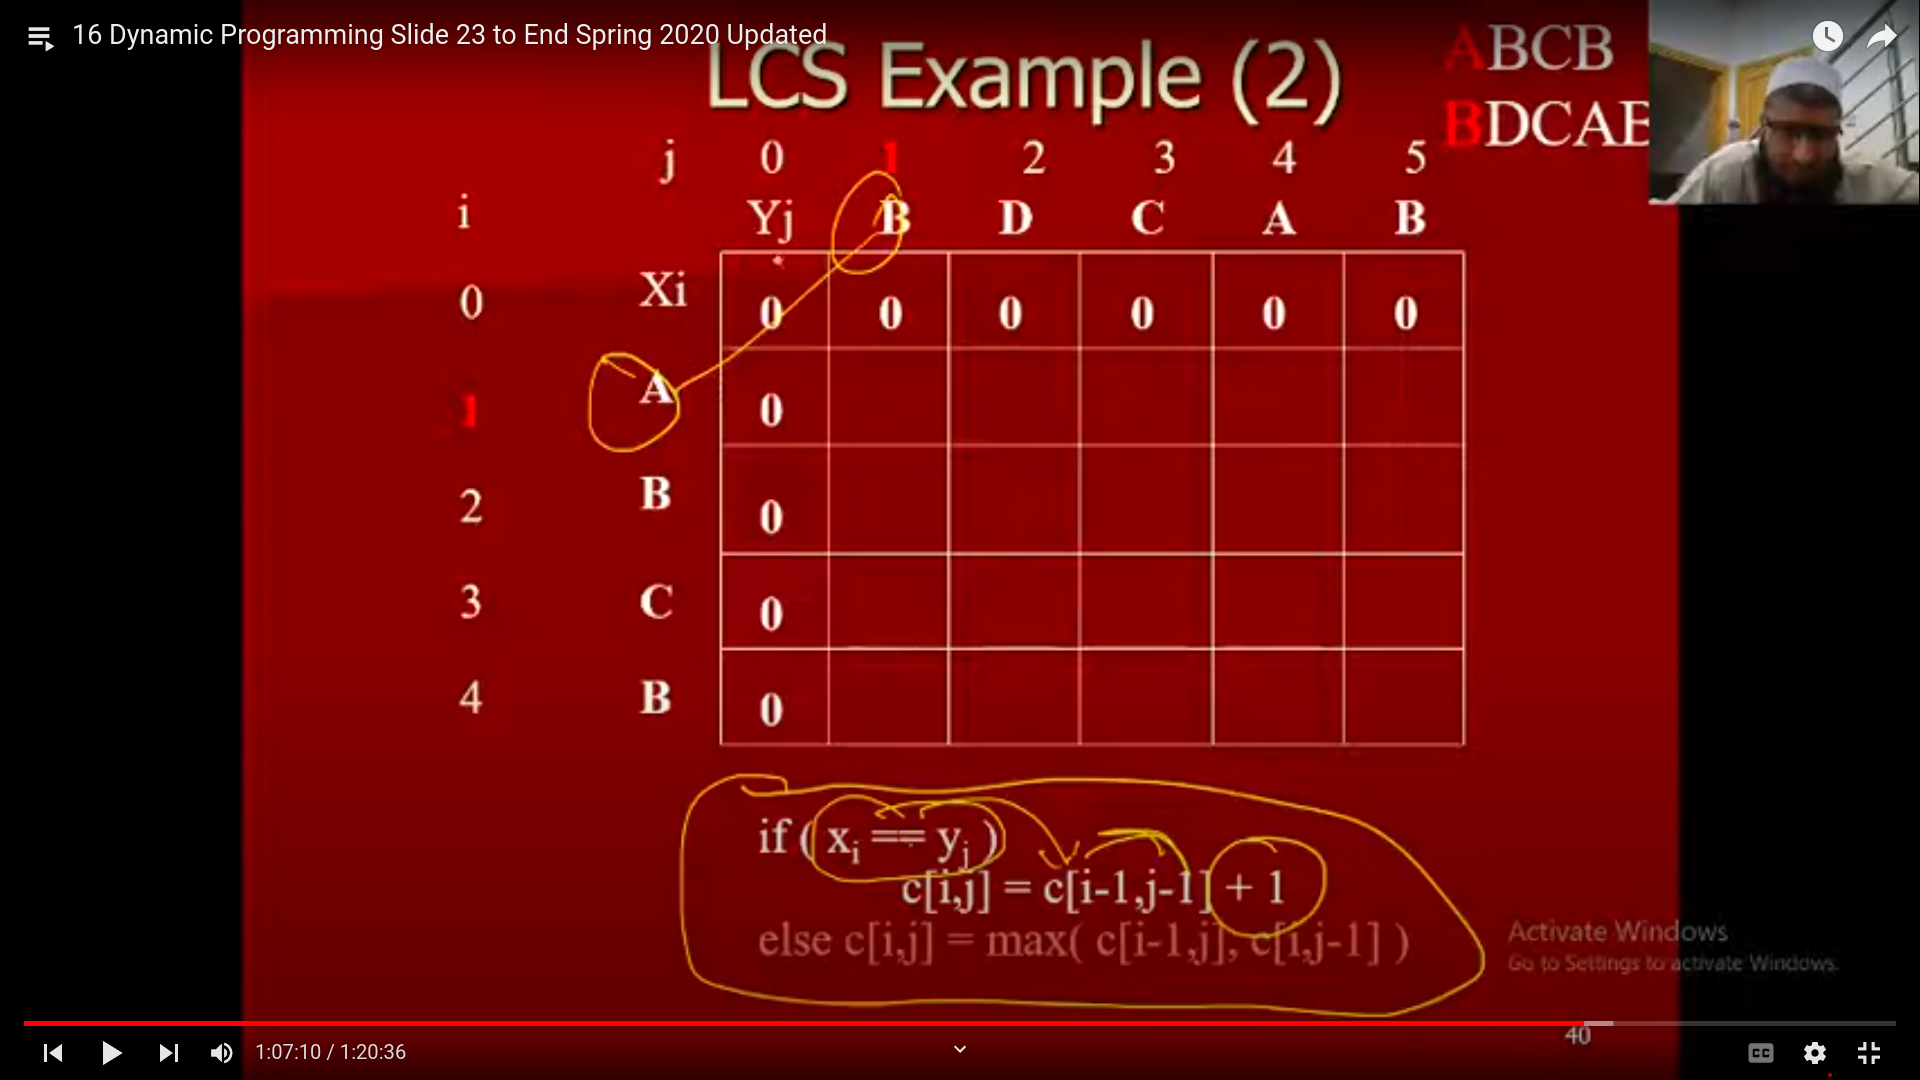 16 Dynamic Programming Slide 23 to End Spring 2020 Updated
LCS Example (2)
ABCB
j 0 1 2 3 4 5
i Yj B D C A B
0 Xi 0 0 0 0 0 0
1 A 0
2 B 0
3 C 0
4 B 0
if ( xi == yj )
c[i,j] = c[i-1,j-1] + 1
else c[i,j] = max( c[i-1,j], c[i,j-1] )
Activate Windows
Go to Settings to activate Windows.
40
1:07:10 / 1:20:36
CC